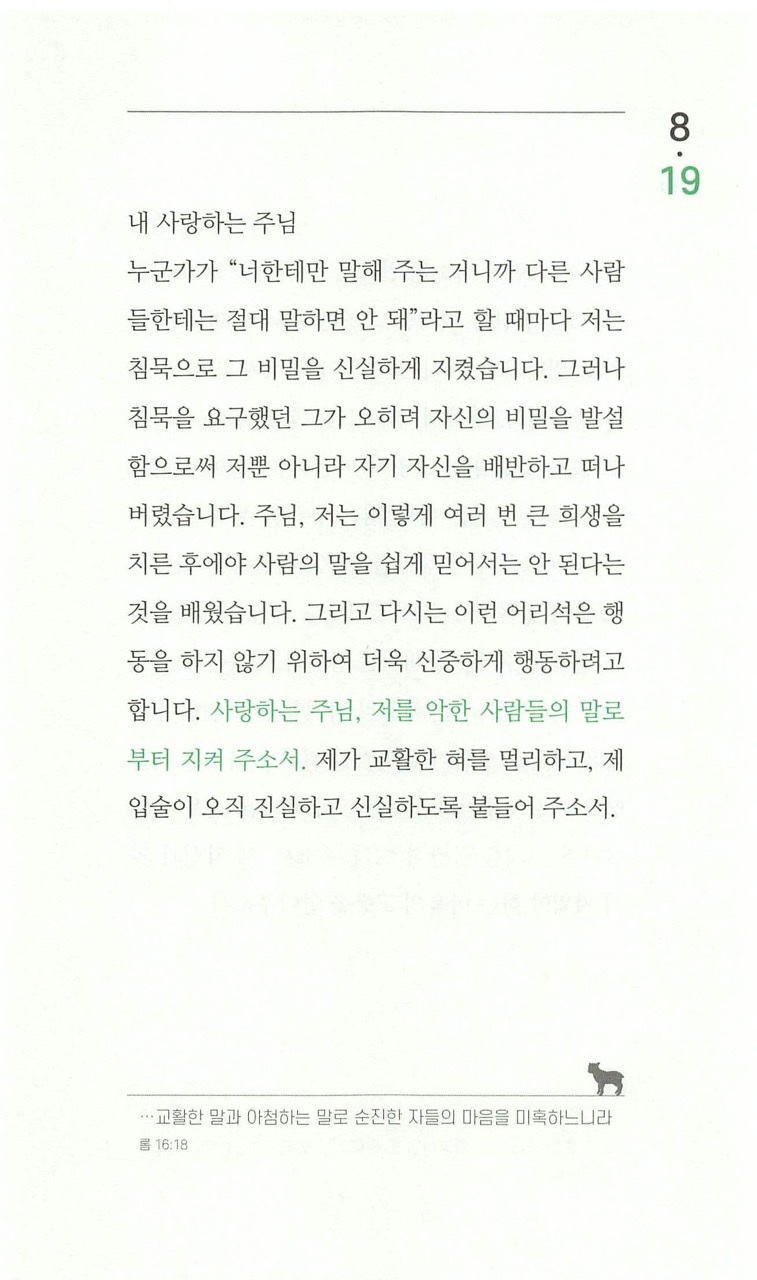 8
·
19
내 사랑하는 주님
누군가가 “너한테만 말해 주는 거니까 다른 사람
들한테는 절대 말하면 안 돼”라고 할 때마다 저는
침묵으로 그 비밀을 신실하게 지켰습니다. 그러나
침묵을 요구했던 그가 오히려 자신의 비밀을 발설
함으로써 저뿐 아니라 자기 자신을 배반하고 떠나
버렸습니다. 주님, 저는 이렇게 여러 번 큰 희생을
치른 후에야 사람의 말을 쉽게 믿어서는 안 된다는
것을 배웠습니다. 그리고 다시는 이런 어리석은 행
동을 하지 않기 위하여 더욱 신중하게 행동하려고
합니다. 사랑하는 주님, 저를 악한 사람들의 말로
부터 지켜 주소서. 제가 교활한 혀를 멀리하고, 제
입술이 오직 진실하고 신실하도록 붙들어 주소서.
…교활한 말과 아첨하는 말로 순진한 자들의 마음을 미혹하느니라
롬 16:18